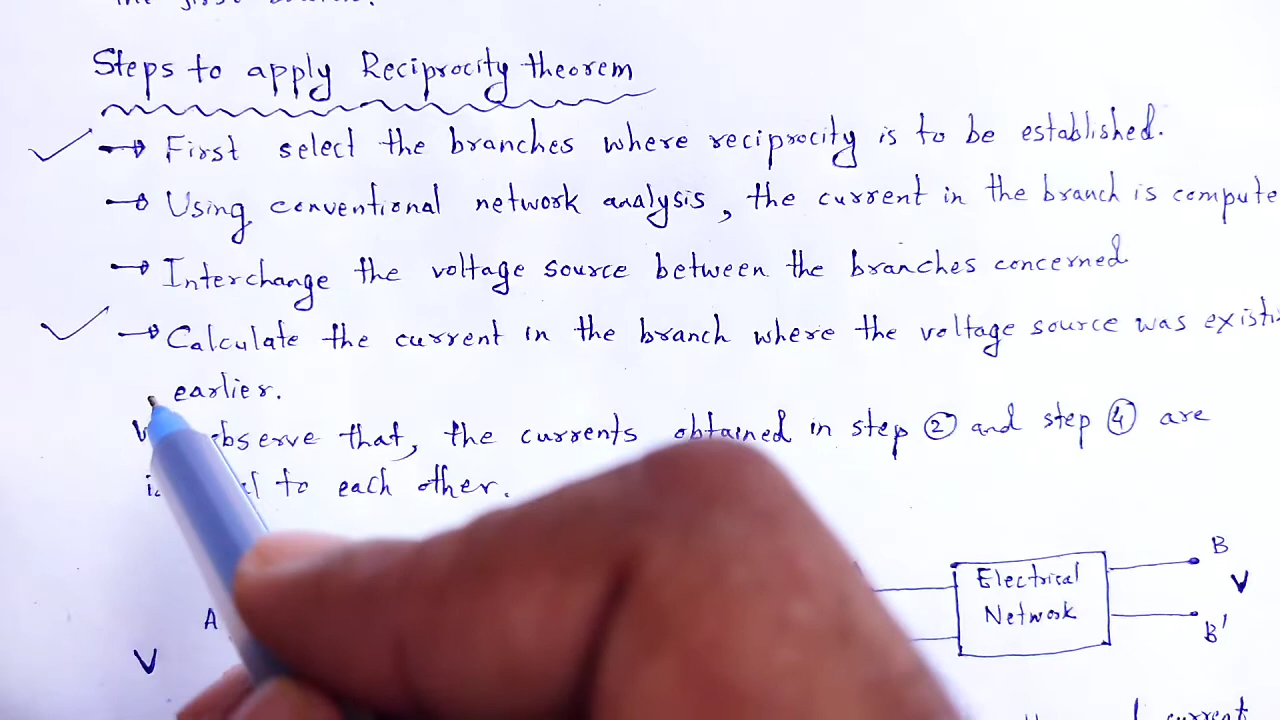 Steps to apply Reciprocity theorem
→ First select the branches where reciprocity is to be established.
→ Using conventional network analysis, the current in the branch is compute
→ Interchange the voltage source between the branches concerned
→ Calculate the current in the branch where the voltage source was existi
earlier.
observe that, the currents obtained in step ② and step ④ are
to each other.
Electrical
Network
B
V
B'
A
V
current